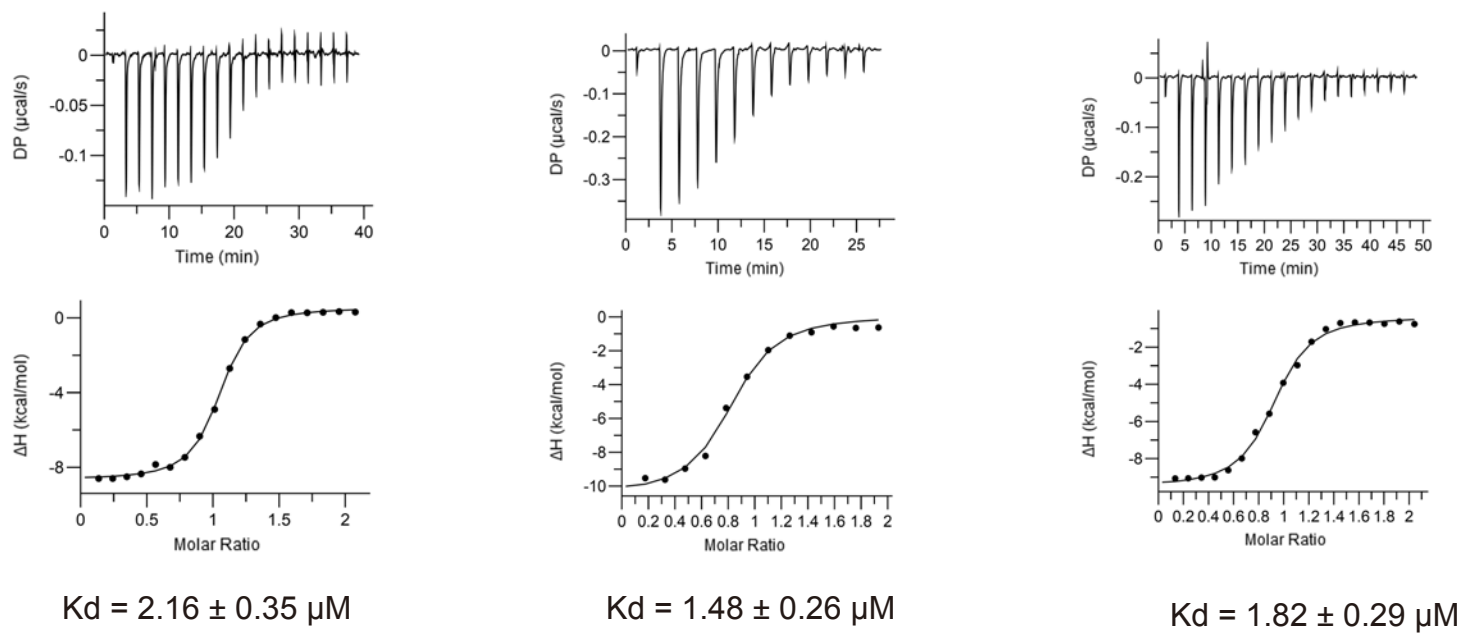 0
-0.05
-0.1
DP (µcal/s)
0 10 20 30 40
Time (min)
0
-0.1
-0.2
-0.3
DP (µcal/s)
0 5 10 15 20 25
Time (min)
0
-0.1
-0.2
DP (µcal/s)
0 5 10 15 20 25 30 35 40 45 50
Time (min)
0
-4
-8
ΔH (kcal/mol)
0 0.5 1 1.5 2
Molar Ratio
0
-2
-4
-6
-8
-10
ΔH (kcal/mol)
0 0.2 0.4 0.6 0.8 1 1.2 1.4 1.6 1.8 2
Molar Ratio
-2
-4
-6
-8
ΔH (kcal/mol)
0 0.2 0.4 0.6 0.8 1 1.2 1.4 1.6 1.8 2
Molar Ratio
Kd = 2.16 ± 0.35 µM
Kd = 1.48 ± 0.26 µM
Kd = 1.82 ± 0.29 µM